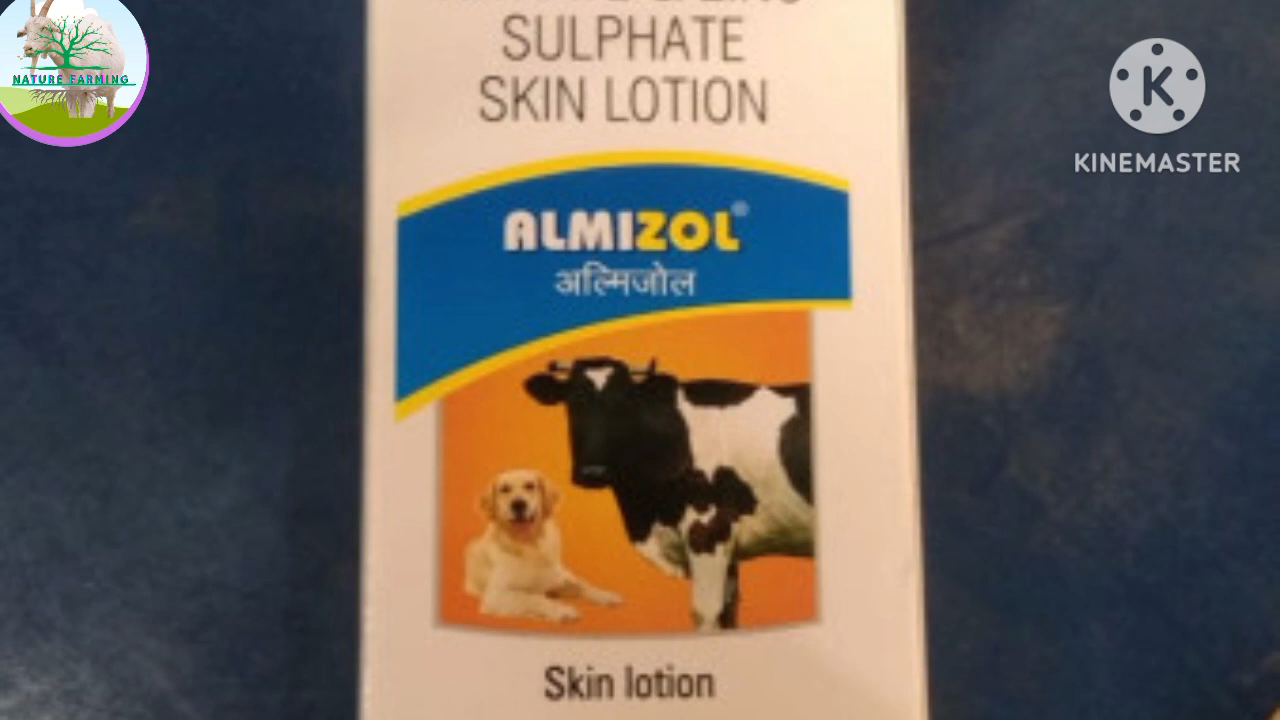 NATURE FARMING
SULPHATE
SKIN LOTION
ALMIZOL®
अल्मिजोल
Skin lotion
K
KINEMASTER